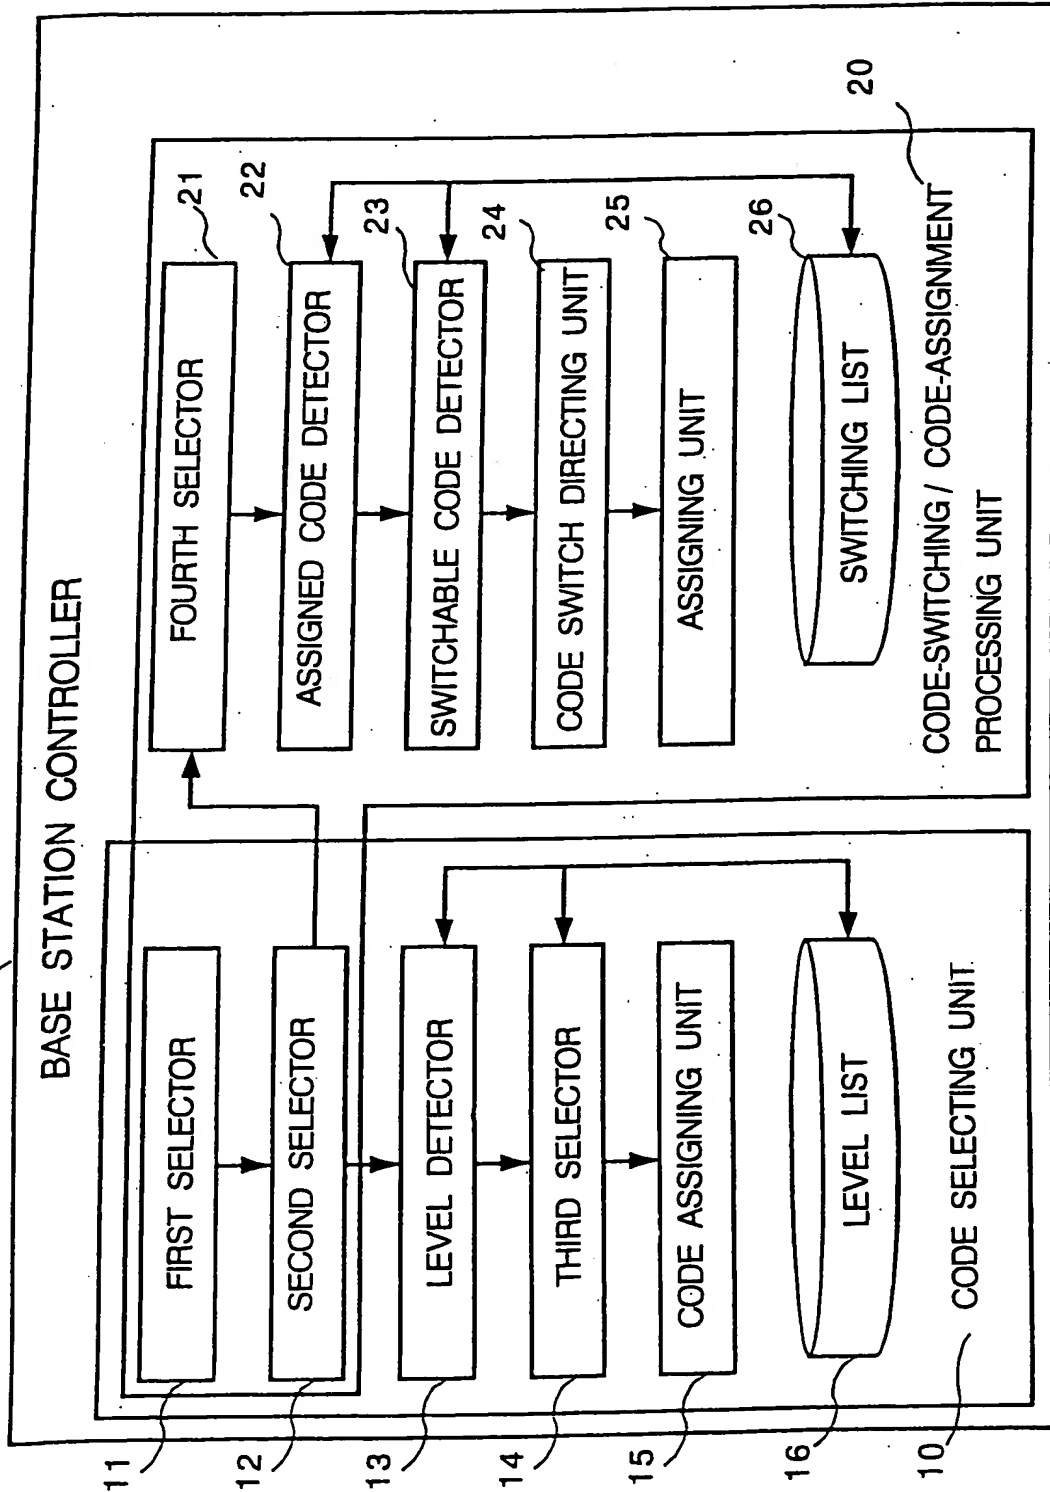 BASE STATION CONTROLLER
11
FIRST SELECTOR
12
SECOND SELECTOR
13
LEVEL DETECTOR
14
THIRD SELECTOR
15
CODE ASSIGNING UNIT
16
LEVEL LIST
10
CODE SELECTING UNIT
21
FOURTH SELECTOR
22
ASSIGNED CODE DETECTOR
23
SWITCHABLE CODE DETECTOR
24
CODE SWITCH DIRECTING UNIT
25
ASSIGNING UNIT
26
SWITCHING LIST
20
CODE-SWITCHING / CODE-ASSIGNMENT
PROCESSING UNIT